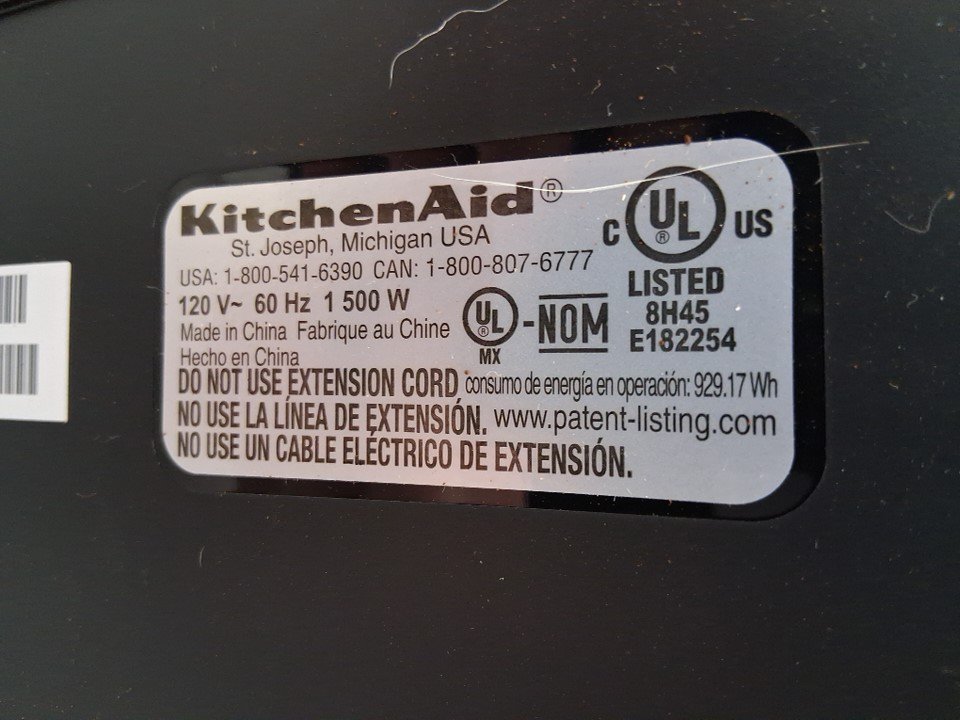 KitchenAid®
St. Joseph, Michigan USA
USA: 1-800-541-6390 CAN: 1-800-807-6777
120 V~ 60 Hz 1 500 W
Made in China Fabrique au Chine
Hecho en China
DO NOT USE EXTENSION CORD
NO USE LA LÍNEA DE EXTENSIÓN.
NO USE UN CABLE ELÉCTRICO DE EXTENSIÓN.
UL®
MX
-NOM
consumo de energía en operación: 929.17 Wh
www.patent-listing.com
C UL® US
LISTED
8H45
E182254